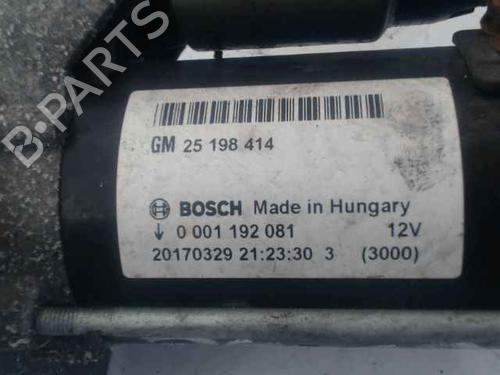 GM 25 198 414
BOSCH Made in Hungary
↓ 0 001 192 081 12V
20170329 21:23:30 3 (3000)